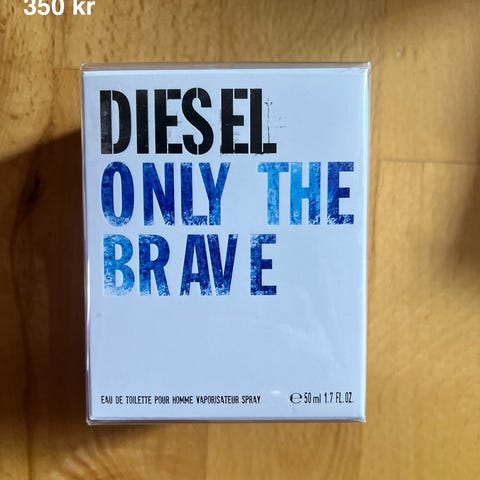 350 kr
DIESEL
ONLY THE
BRAVE
EAU DE TOILETTE POUR HOMME VAPORISATEUR SPRAY ℮ 50 ml 1.7 FL.OZ.